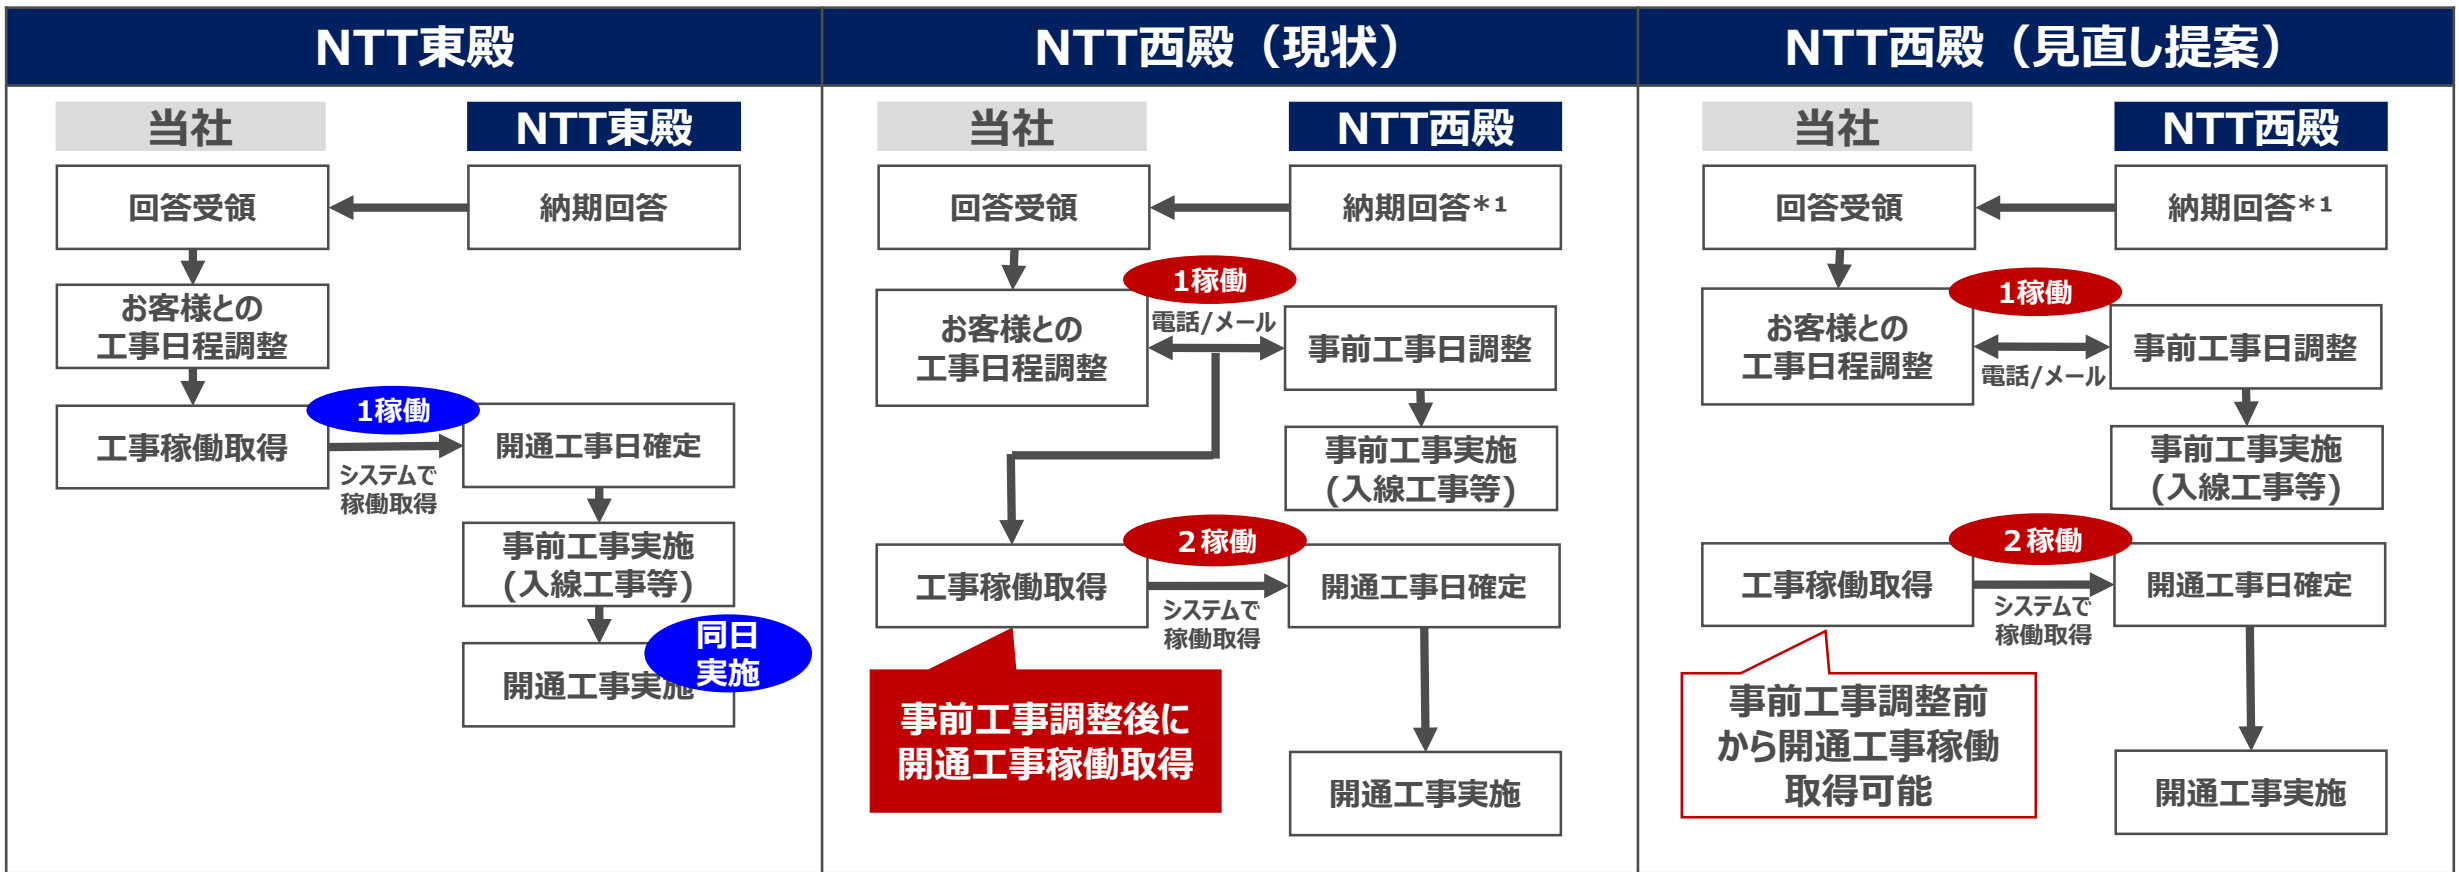 NTT東殿
当社
NTT東殿
回答受領
納期回答
お客様との
工事日程調整
1稼働
工事稼働取得
開通工事日確定
システムで
稼働取得
事前工事実施
(入線工事等)
同日
実施
開通工事実施
NTT西殿（現状）
当社
NTT西殿
回答受領
納期回答*1
1稼働
お客様との
工事日程調整
電話/メール
事前工事日調整
事前工事実施
(入線工事等)
２稼働
工事稼働取得
開通工事日確定
システムで
稼働取得
事前工事調整後に
開通工事稼働取得
開通工事実施
NTT西殿（見直し提案）
当社
NTT西殿
回答受領
納期回答*1
1稼働
お客様との
工事日程調整
電話/メール
事前工事日調整
事前工事実施
(入線工事等)
２稼働
工事稼働取得
開通工事日確定
システムで
稼働取得
事前工事調整前
から開通工事稼働
取得可能
開通工事実施